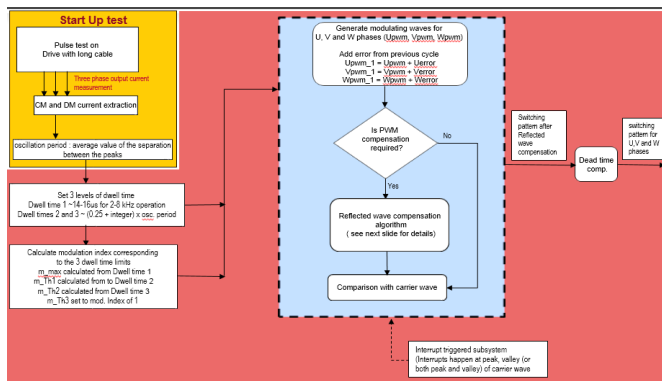 Start Up test
Pulse test on
Drive with long cable
Three phase output current
measurement
CM and DM current extraction
oscillation period : average value of the separation
between the peaks
Set 3 levels of dwell time
Dwell time 1 ~14-16us for 2-8 kHz operation
Dwell times 2 and 3 ~ (0.25 + integer) x osc. period
Calculate modulation index corresponding
to the 3 dwell time limits
m_max calculated from Dwell time 1
m_Th1 calculated from to Dwell time 2
m_Th2 calculated from Dwell time 3
m_Th3 set to mod. Index of 1
Generate modulating waves for
U, V and W phases (Upwm, Vpwm, Wpwm)
Add error from previous cycle
Upwm_1 = Upwm + Uerror
Vpwm_1 = Vpwm + Verror
Wpwm_1 = Wpwm + Werror
Is PWM
compensation
required?
No
Yes
Reflected wave compensation
algorithm
( see next slide for details)
Comparison with carrier wave
Interrupt triggered subsystem
(Interrupts happen at peak, valley (or
both peak and valley) of carrier wave
Switching
pattern after
Reflected
wave
compensation
Dead time
comp.
switching
pattern for
U,V and W
phases